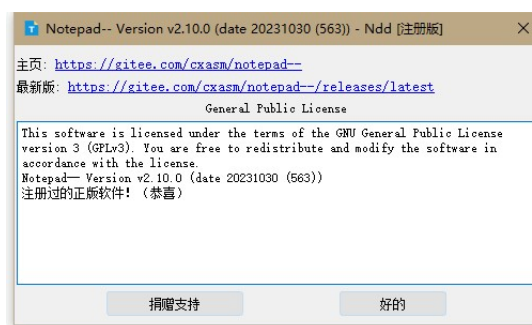 Notepad-- Version v2.10.0 (date 20231030 (563)) - Ndd [注册版]
主页: https://gitee.com/cxasm/notepad--
最新版: https://gitee.com/cxasm/notepad--/releases/latest
General Public License
This software is licensed under the terms of the GNU General Public License
version 3 (GPLv3). You are free to redistribute and modify the software in
accordance with the license.
Notepad-- Version v2.10.0 (date 20231030 (563))
注册过的正版软件! (恭喜)
捐赠支持
好的